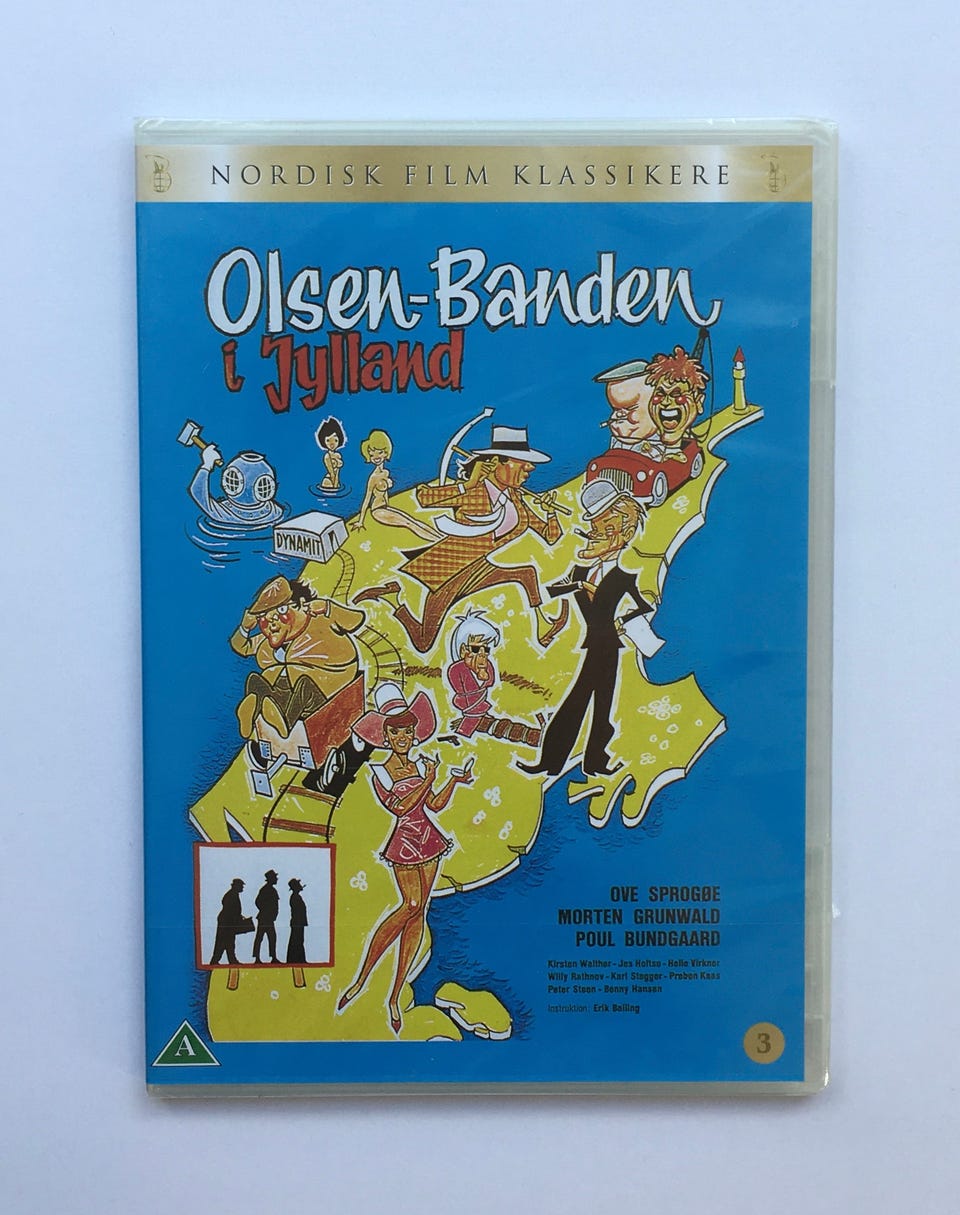 NORDISK FILM KLASSIKERE
Olsen-Banden
i Jylland
DYNAMIT
OVE SPROGØE
MORTEN GRUNWALD
POUL BUNDGAARD
Kirsten Walther - Jes Holtsø - Helle Virkner
Willy Rathnov - Karl Stegger - Preben Kaas
Peter Steen - Benny Hansen
Instruktion: Erik Balling
A
3